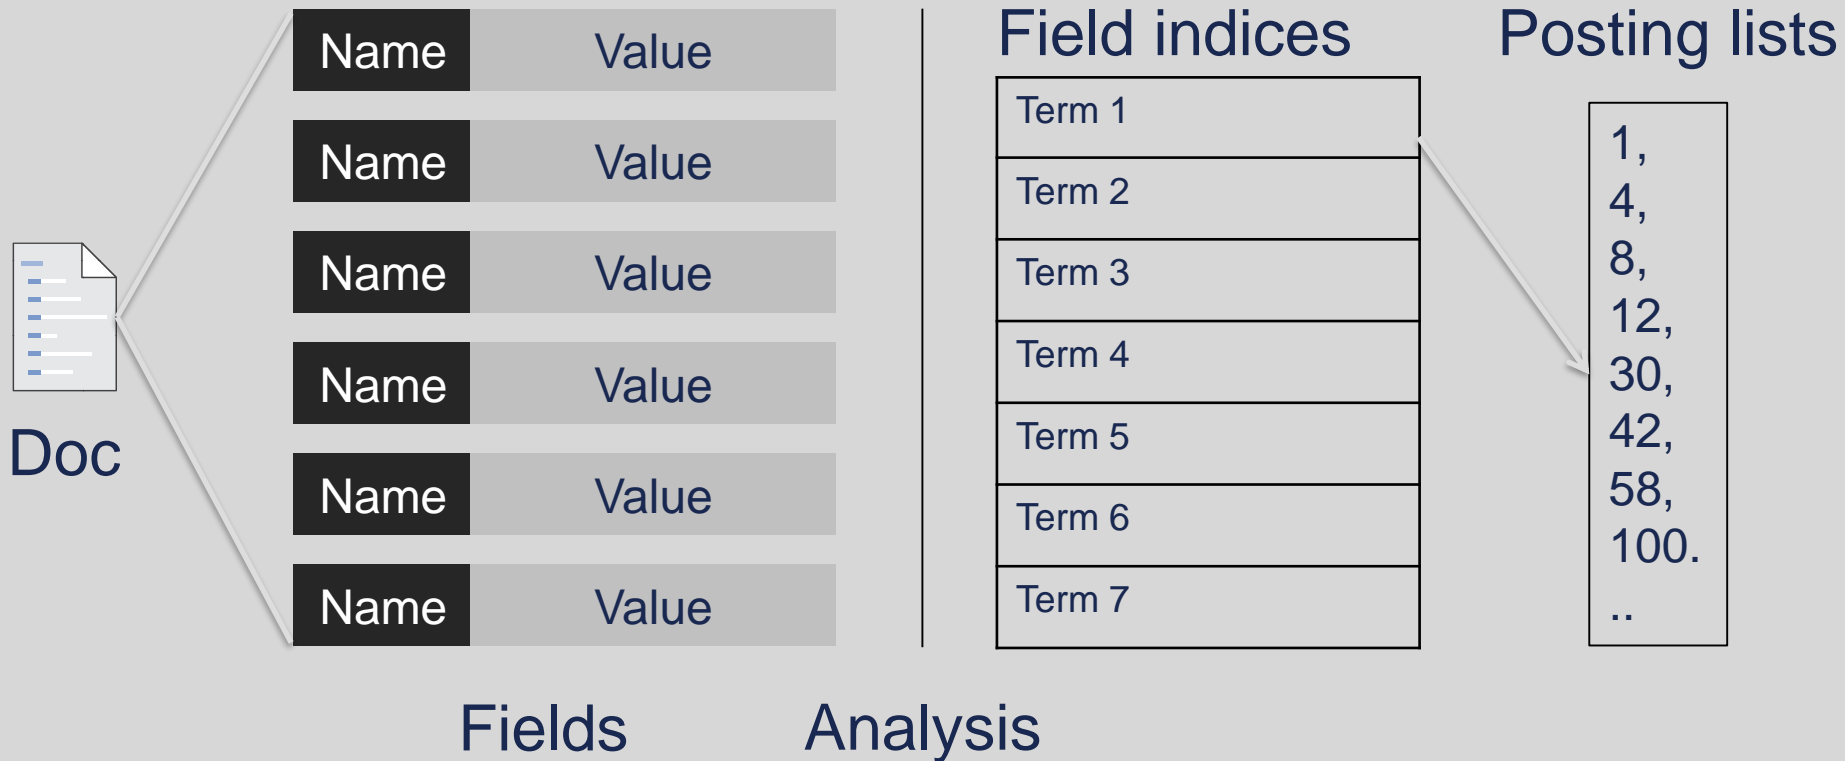 Doc
Name Value
Name Value
Name Value
Name Value
Name Value
Name Value
Fields
Analysis
Field indices
Term 1
Term 2
Term 3
Term 4
Term 5
Term 6
Term 7
Posting lists
1,
4,
8,
12,
30,
42,
58,
100.
..